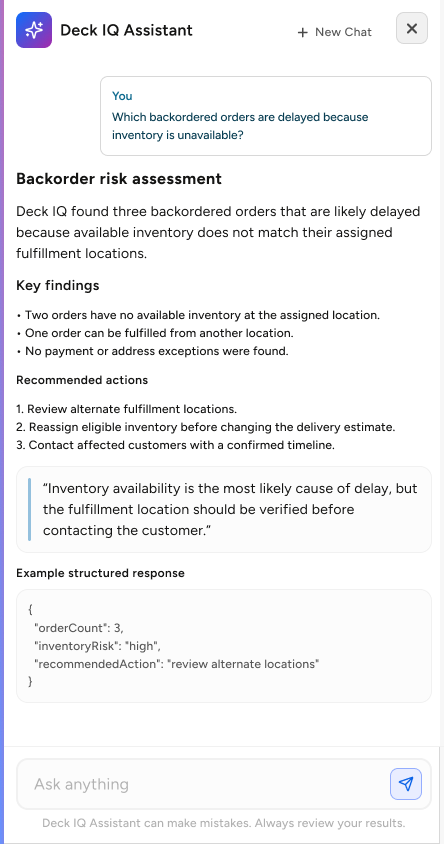 Deck IQ Assistant
+ New Chat
You
Which backordered orders are delayed because
inventory is unavailable?
Backorder risk assessment
Deck IQ found three backordered orders that are likely delayed
because available inventory does not match their assigned
fulfillment locations.
Key findings
• Two orders have no available inventory at the assigned location.
• One order can be fulfilled from another location.
• No payment or address exceptions were found.
Recommended actions
1. Review alternate fulfillment locations.
2. Reassign eligible inventory before changing the delivery estimate.
3. Contact affected customers with a confirmed timeline.
“Inventory availability is the most likely cause of delay, but
the fulfillment location should be verified before
contacting the customer.”
Example structured response
{
"orderCount": 3,
"inventoryRisk": "high",
"recommendedAction": "review alternate locations"
}
Ask anything
Deck IQ Assistant can make mistakes. Always review your results.